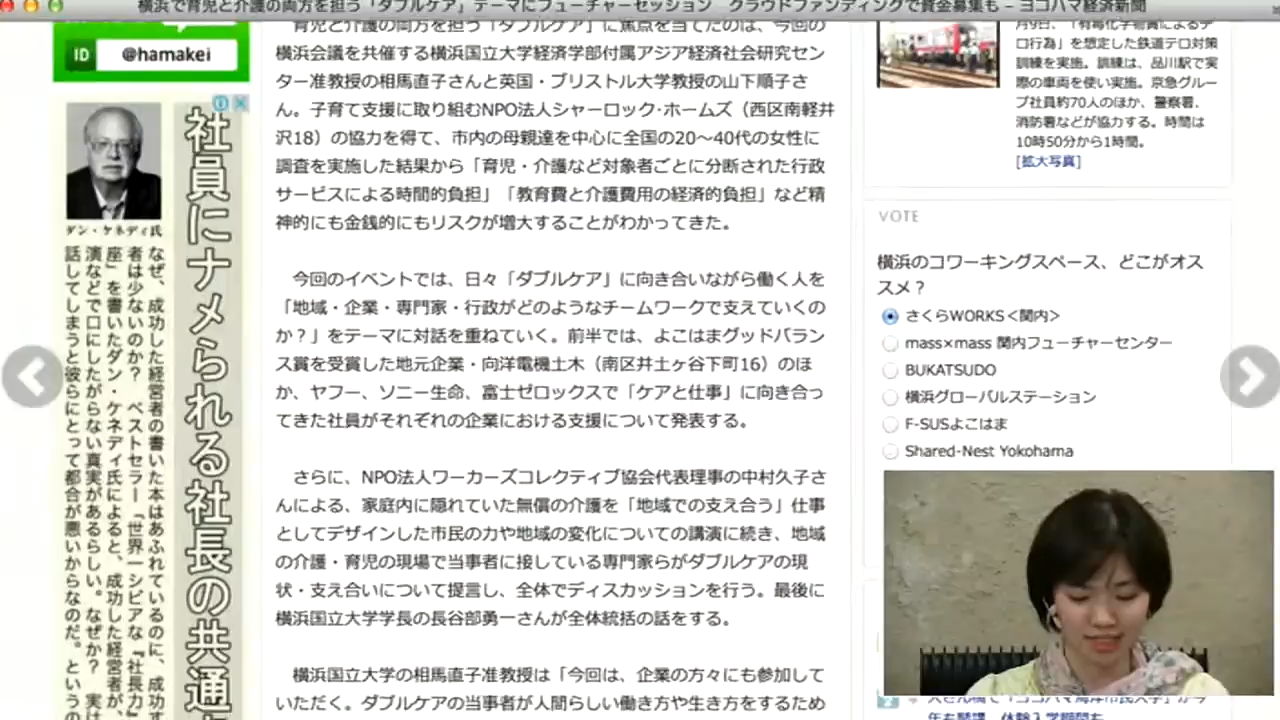 横浜で育児と介護の両方を担う「ダブルケア」テーマにフューチャーセッション クラウドファンディングで資金募集も – ヨコハマ経済新聞
ID @hamakei
社員にナメられる社長の共通
ダン・ケネディ氏
なぜ、成功した経営者の書いた本はあふれているのに、成功す
者は少ないのか? ベストセラー『世界一シビアな『社長力』
座』を書いたダン・ケネディ氏によると、成功した経営者が、
演などで口にしたがらない真実があるらしい。なぜか? 実は
話してしまうと彼らにとって都合が悪いからなのだ。というの
育児と介護の両方を担う「ダブルケア」に焦点を当てたのは、今回の
横浜会議を共催する横浜国立大学経済学部付属アジア経済社会研究セン
ター准教授の相馬直子さんと英国・ブリストル大学教授の山下順子さ
ん。子育て支援に取り組むNPO法人シャーロック・ホームズ（西区南軽井
沢18）の協力を得て、市内の母親達を中心に全国の20〜40代の女性に
調査を実施した結果から「育児・介護など対象者ごとに分断された行政
サービスによる時間的負担」「教育費と介護費用の経済的負担」など精
神的にも金銭的にもリスクが増大することがわかってきた。
今回のイベントでは、日々「ダブルケア」に向き合いながら働く人を
「地域・企業・専門家・行政がどのようなチームワークで支えていくの
か？」をテーマに対話を重ねていく。前半では、よこはまグッドバラン
ス賞を受賞した地元企業・向洋電機土木（南区井土ヶ谷下町16）のほ
か、ヤフー、ソニー生命、富士ゼロックスで「ケアと仕事」に向き合っ
てきた社員がそれぞれの企業における支援について発表する。
さらに、NPO法人ワーカーズコレクティブ協会代表理事の中村久子さ
んによる、家庭内に隠れていた無償の介護を「地域での支え合う」仕事
としてデザインした市民の力や地域の変化についての講演に続き、地域
の介護・育児の現場で当事者に接している専門家らがダブルケアの現
状・支え合いについて提言し、全体でディスカッションを行う。最後に
横浜国立大学学長の長谷部勇一さんが全体統括の話をする。
横浜国立大学の相馬直子准教授は「今回は、企業の方々にも参加して
いただく。ダブルケアの当事者が人間らしい働き方や生き方をするため
月9日、「有毒化学物質によるテ
ロ行為」を想定した鉄道テロ対策
訓練を実施。訓練は、品川駅で実
際の車両を使い実施。京急グルー
プ社員約70人のほか、警察署、
消防署などが協力する。時間は
10時50分から1時間。
[拡大写真]
VOTE
横浜のコワーキングスペース、どこがオス
スメ？
さくらWORKS＜関内＞
mass×mass 関内フューチャーセンター
BUKATSUDO
横浜グローバルステーション
F-SUSよこはま
Shared-Nest Yokohama
2